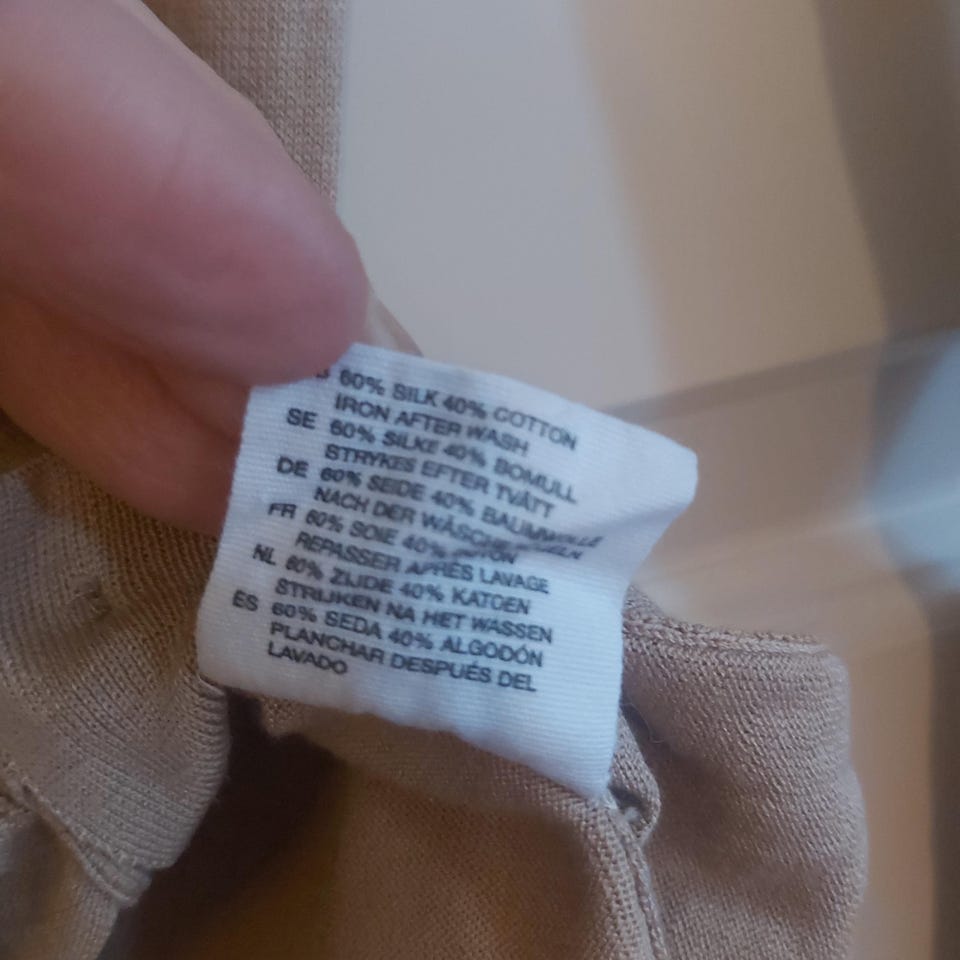 60% SILK 40% COTTON
IRON AFTER WASH
SE 60% SILKE 40% BOMULL
STRYKES EFTER TVÄTT
DE 60% SEIDE 40% BAUMWOLLE
NACH DER WÄSCHE
FR 60% SOIE 40%
REPASSER APRÈS LAVAGE
NL 60% ZIJDE 40% KATOEN
STRIJKEN NA HET WASSEN
ES 60% SEDA 40% ALGODÓN
PLANCHAR DESPUÉS DEL
LAVADO